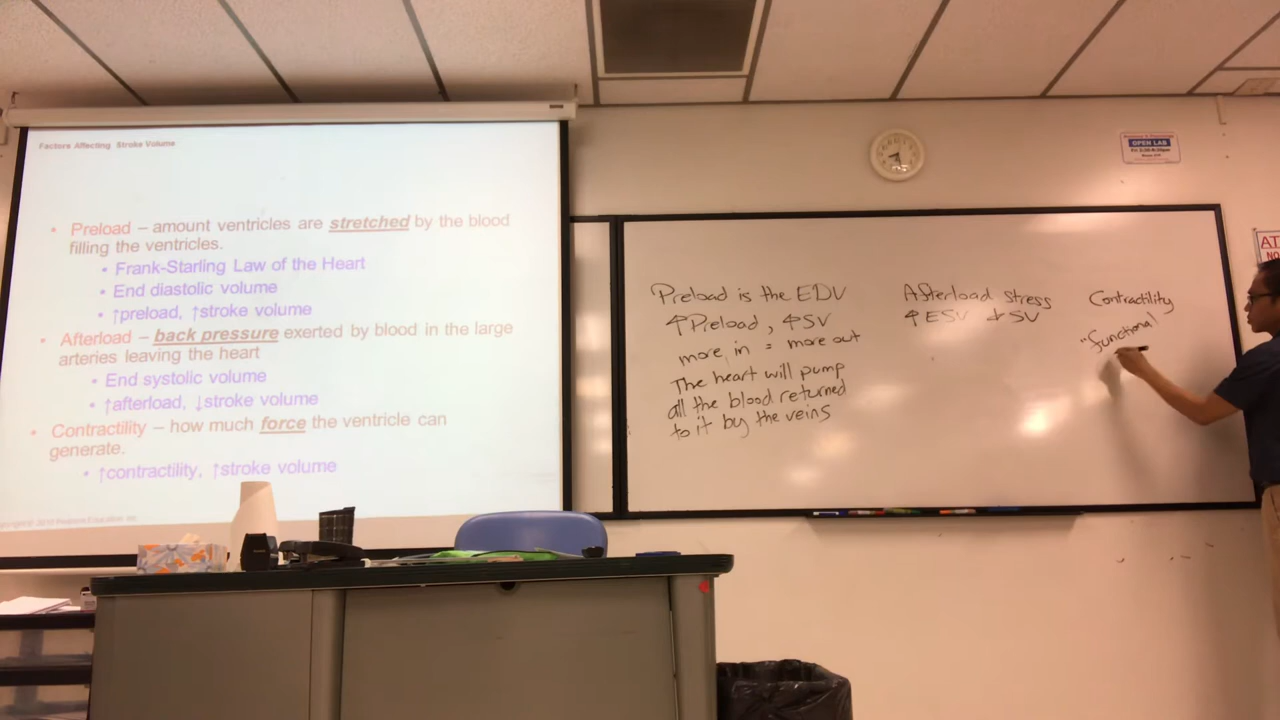 Factors Affecting Stroke Volume
• Preload – amount ventricles are stretched by the blood
filling the ventricles.
• Frank-Starling Law of the Heart
• End diastolic volume
• ↑preload, ↑stroke volume
• Afterload – back pressure exerted by blood in the large
arteries leaving the heart
• End systolic volume
• ↑afterload, ↓stroke volume
• Contractility – how much force the ventricle can
generate.
• ↑contractility, ↑stroke volume
Preload is the EDV
↑Preload, ↑SV
more in = more out
The heart will pump
all the blood returned
to it by the veins
Afterload stress
↑ESV ↓SV
Contractility
"functional
OPEN LAB
AT
NO